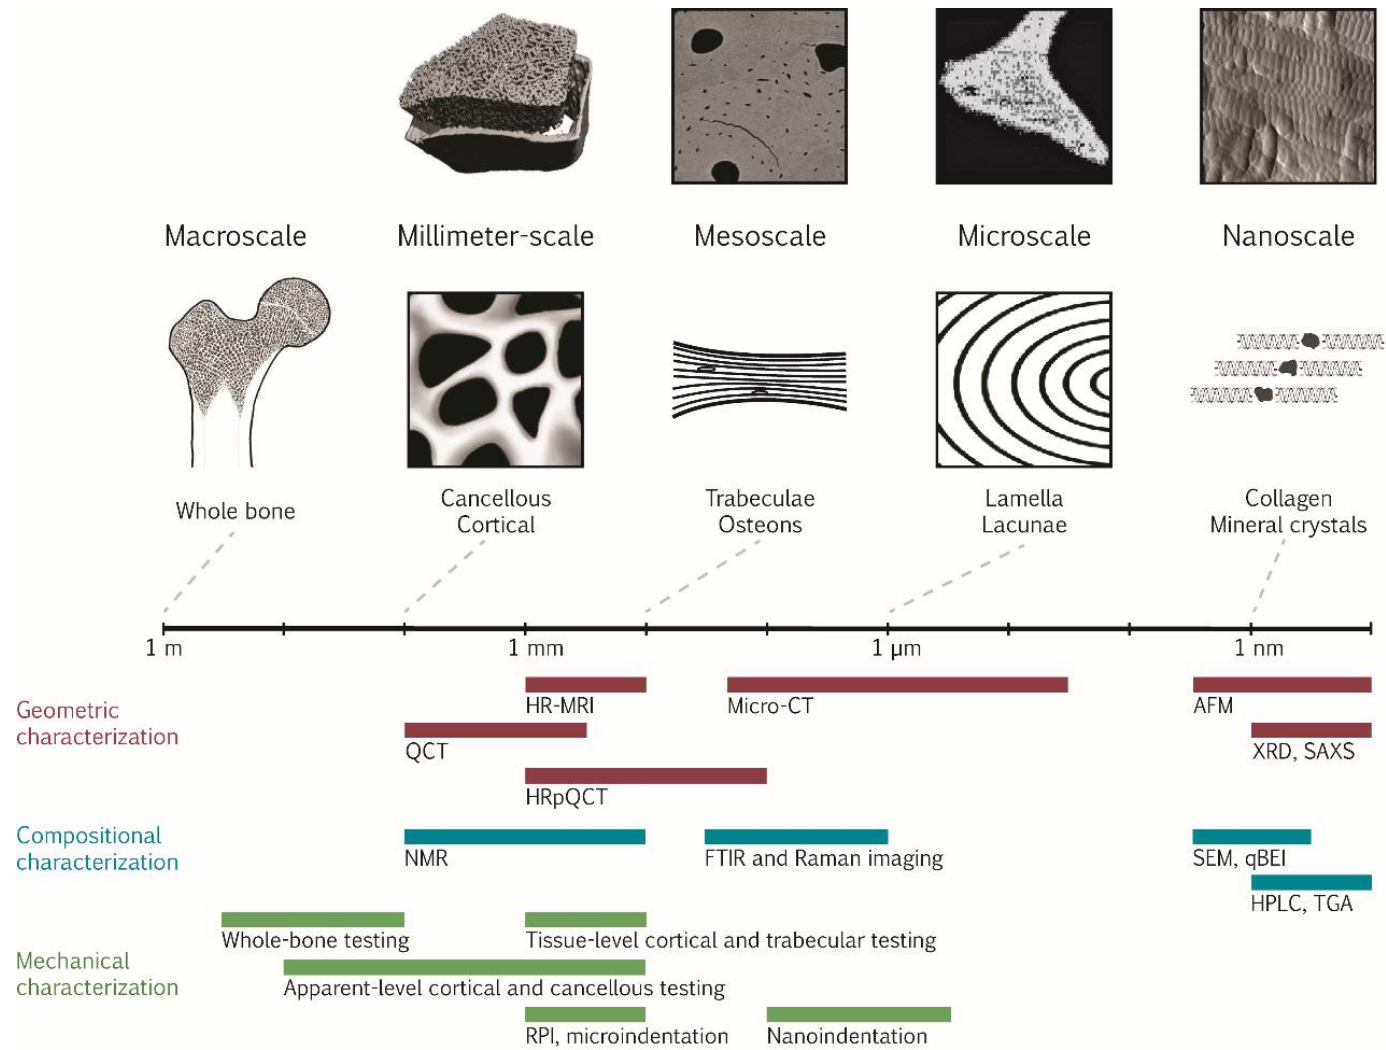 Macroscale
Millimeter-scale
Mesoscale
Microscale
Nanoscale
Whole bone
Cancellous
Cortical
Trabeculae
Osteons
Lamella
Lacunae
Collagen
Mineral crystals
1 m
1 mm
1 μm
1 nm
Geometric
characterization
HR-MRI
Micro-CT
AFM
QCT
XRD, SAXS
HRpQCT
Compositional
characterization
NMR
FTIR and Raman imaging
SEM, qBEI
HPLC, TGA
Mechanical
characterization
Whole-bone testing
Tissue-level cortical and trabecular testing
Apparent-level cortical and cancellous testing
RPI, microindentation
Nanoindentation